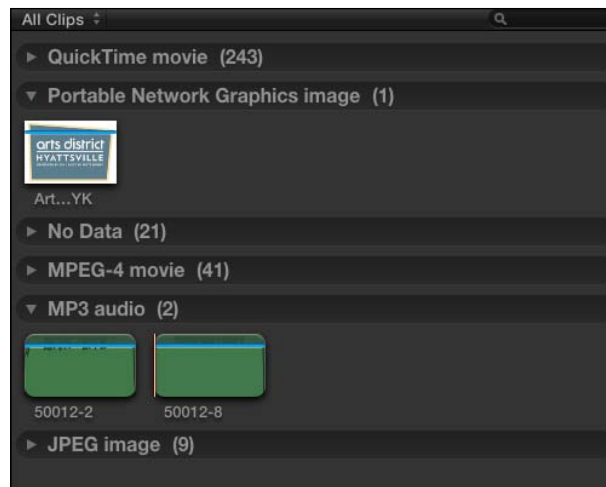 All Clips
QuickTime movie (243)
Portable Network Graphics image (1)
arts district
HYATTSVILLE
Art...YK
No Data (21)
MPEG-4 movie (41)
MP3 audio (2)
50012-2
50012-8
JPEG image (9)